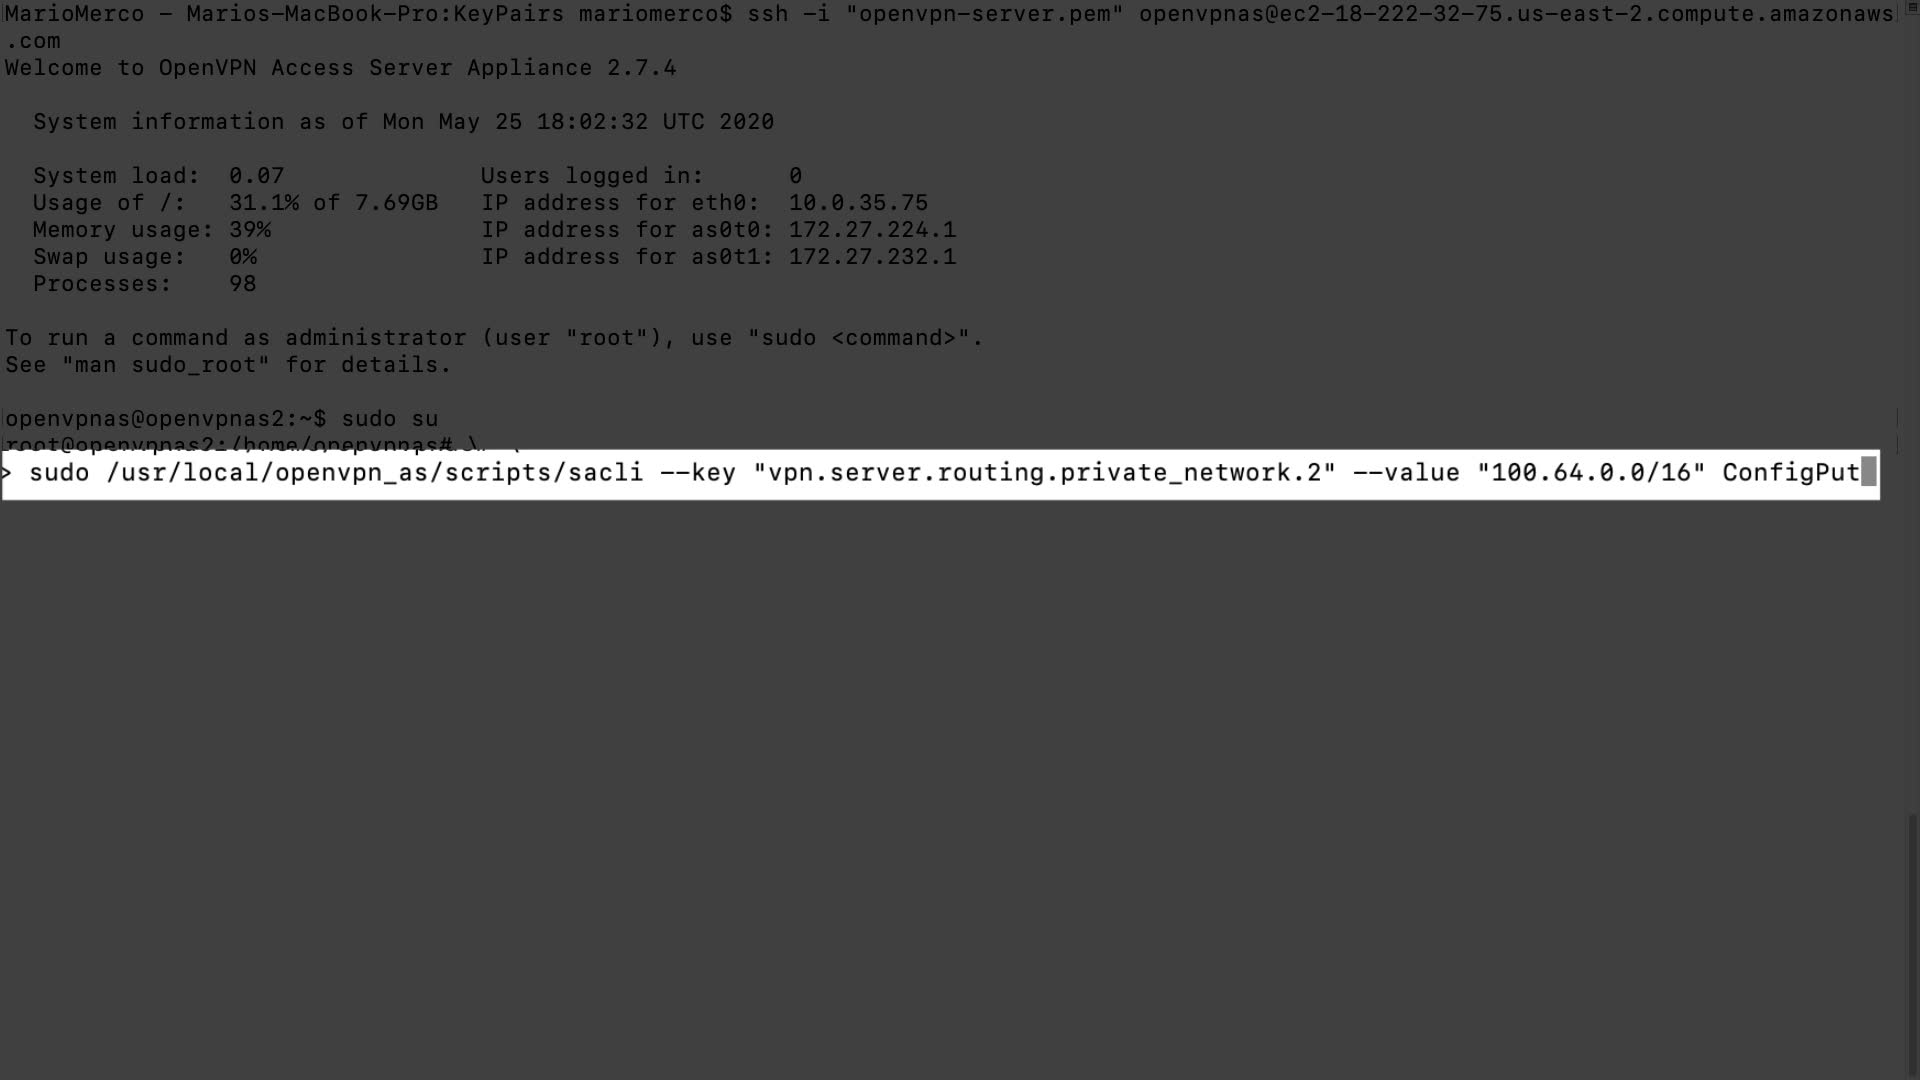 MarioMerco — Marios-MacBook-Pro:KeyPairs mariomerco$ ssh -i "openvpn-server.pem" openvpnas@ec2-18-222-32-75.us-east-2.compute.amazonaws
.com
Welcome to OpenVPN Access Server Appliance 2.7.4
System information as of Mon May 25 18:02:32 UTC 2020
System load:  0.07                Users logged in:      0
Usage of /:   31.1% of 7.69GB     IP address for eth0:  10.0.35.75
Memory usage: 39%                 IP address for as0t0: 172.27.224.1
Swap usage:   0%                  IP address for as0t1: 172.27.232.1
Processes:    98
To run a command as administrator (user "root"), use "sudo <command>".
See "man sudo_root" for details.
openvpnas@openvpnas2:~$ sudo su
root@openvpnas2:/home/openvpnas# \
> sudo /usr/local/openvpn_as/scripts/sacli --key "vpn.server.routing.private_network.2" --value "100.64.0.0/16" ConfigPut